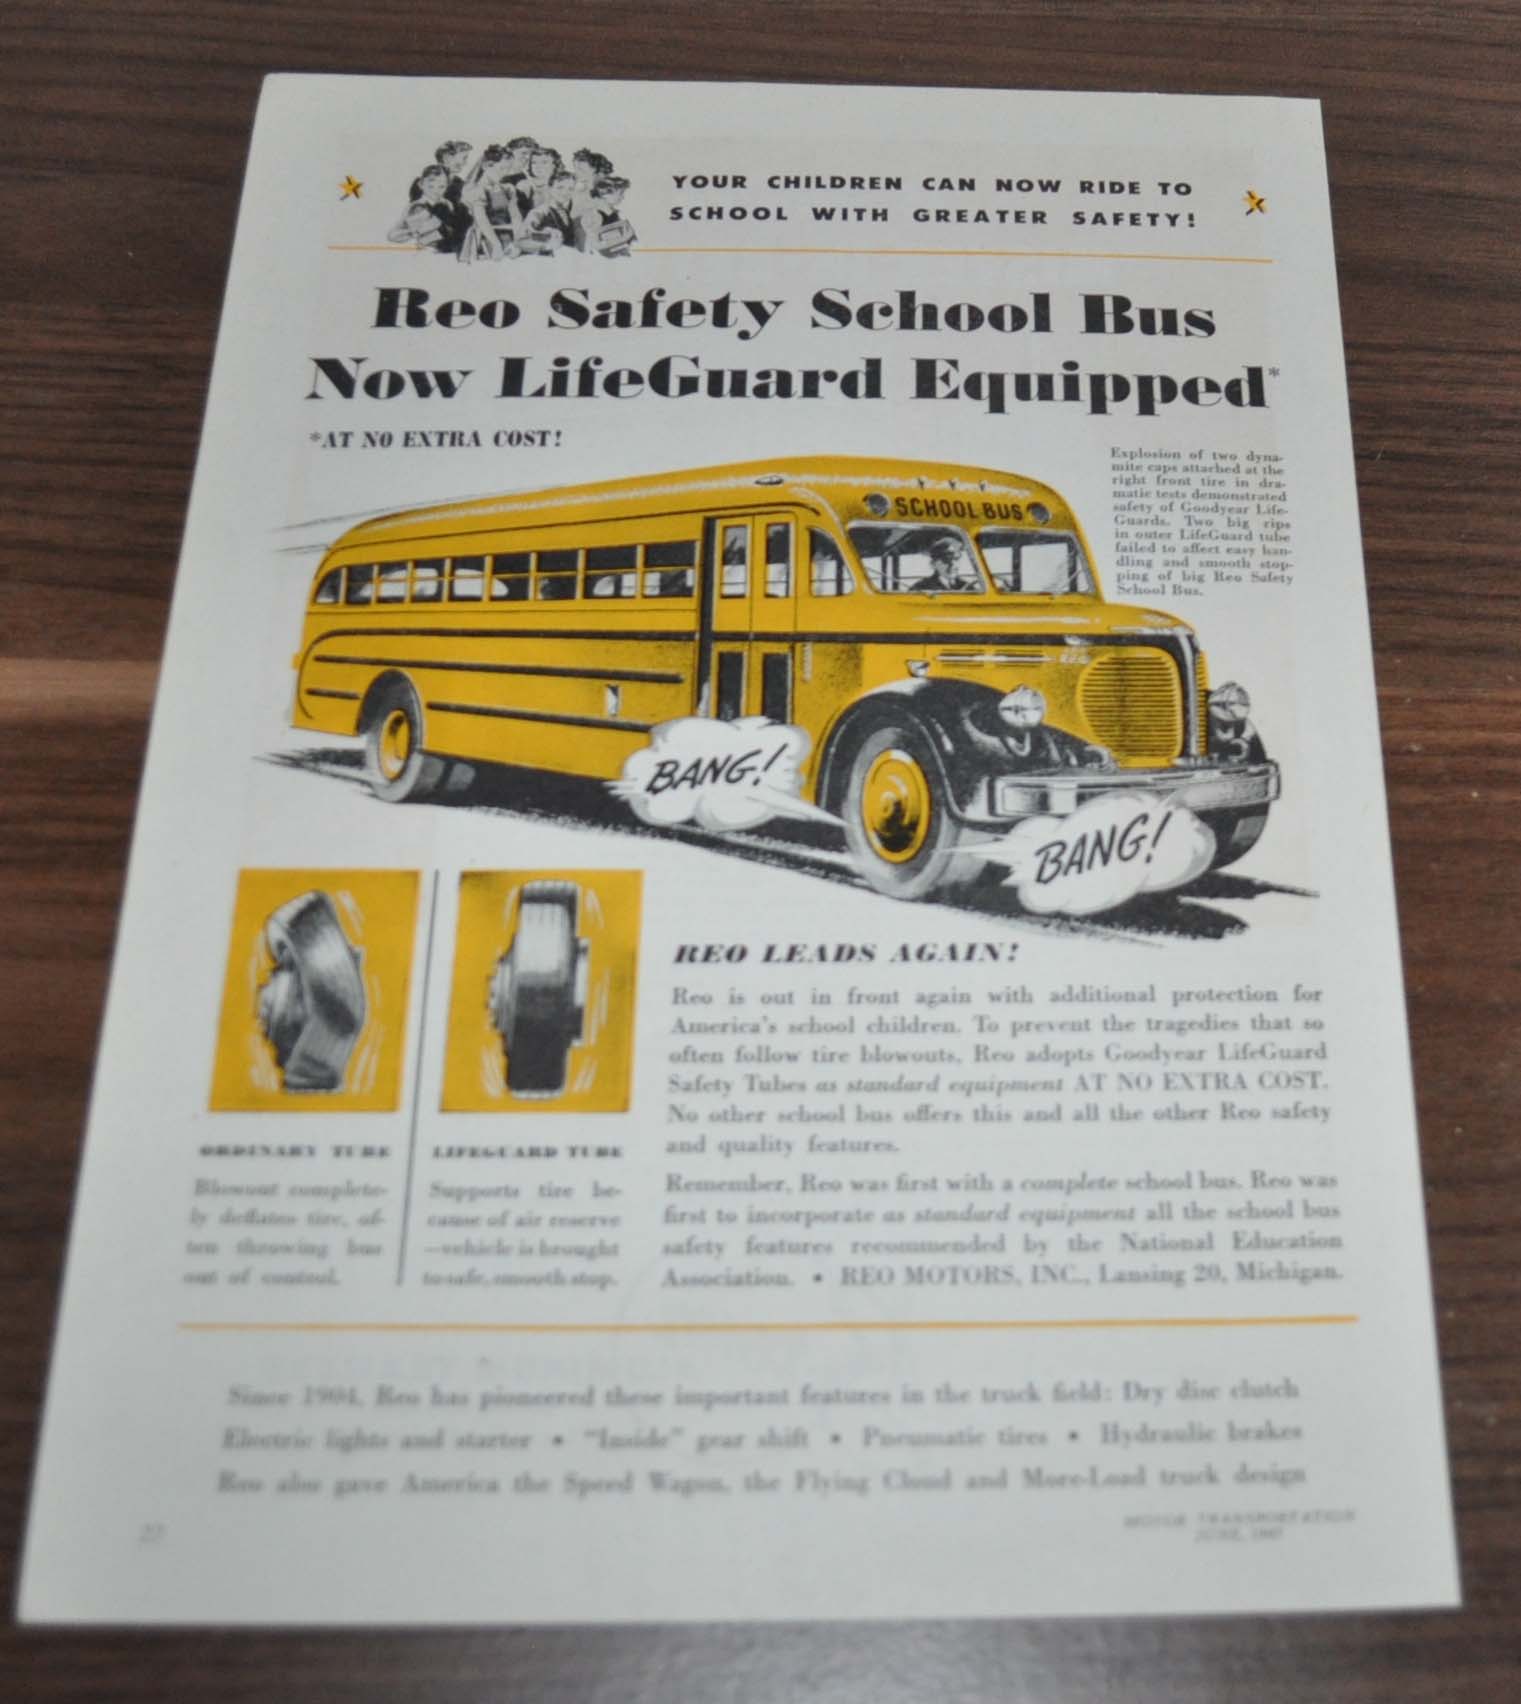 YOUR CHILDREN CAN NOW RIDE TO
SCHOOL WITH GREATER SAFETY!
Reo Safety School Bus
Now LifeGuard Equipped*
*AT NO EXTRA COST!
Explosion of two dyna-
mite caps attached at the
right front tire in dra-
matic tests demonstrated
safety of Goodyear Life-
Guards. Two big rips
in outer LifeGuard tube
failed to affect easy han-
dling and smooth stop-
ping of big Reo Safety
School Bus.
SCHOOL BUS
REO
BANG!
BANG!
ORDINARY TUBE
Blowout complete-
ly deflates tire, of-
ten throwing bus
out of control.
LIFEGUARD TUBE
Supports tire be-
cause of air reserve
—vehicle is brought
to safe, smooth stop.
REO LEADS AGAIN!
Reo is out in front again with additional protection for
America's school children. To prevent the tragedies that so
often follow tire blowouts, Reo adopts Goodyear LifeGuard
Safety Tubes as standard equipment AT NO EXTRA COST.
No other school bus offers this and all the other Reo safety
and quality features.
Remember, Reo was first with a complete school bus. Reo was
first to incorporate as standard equipment all the school bus
safety features recommended by the National Education
Association. • REO MOTORS, INC., Lansing 20, Michigan.
Since 1904, Reo has pioneered these important features in the truck field: Dry disc clutch
Electric lights and starter • "Inside" gear shift • Pneumatic tires • Hydraulic brakes
Reo also gave America the Speed Wagon, the Flying Cloud and More-Load truck design
MOTOR TRANSPORTATION
JUNE,